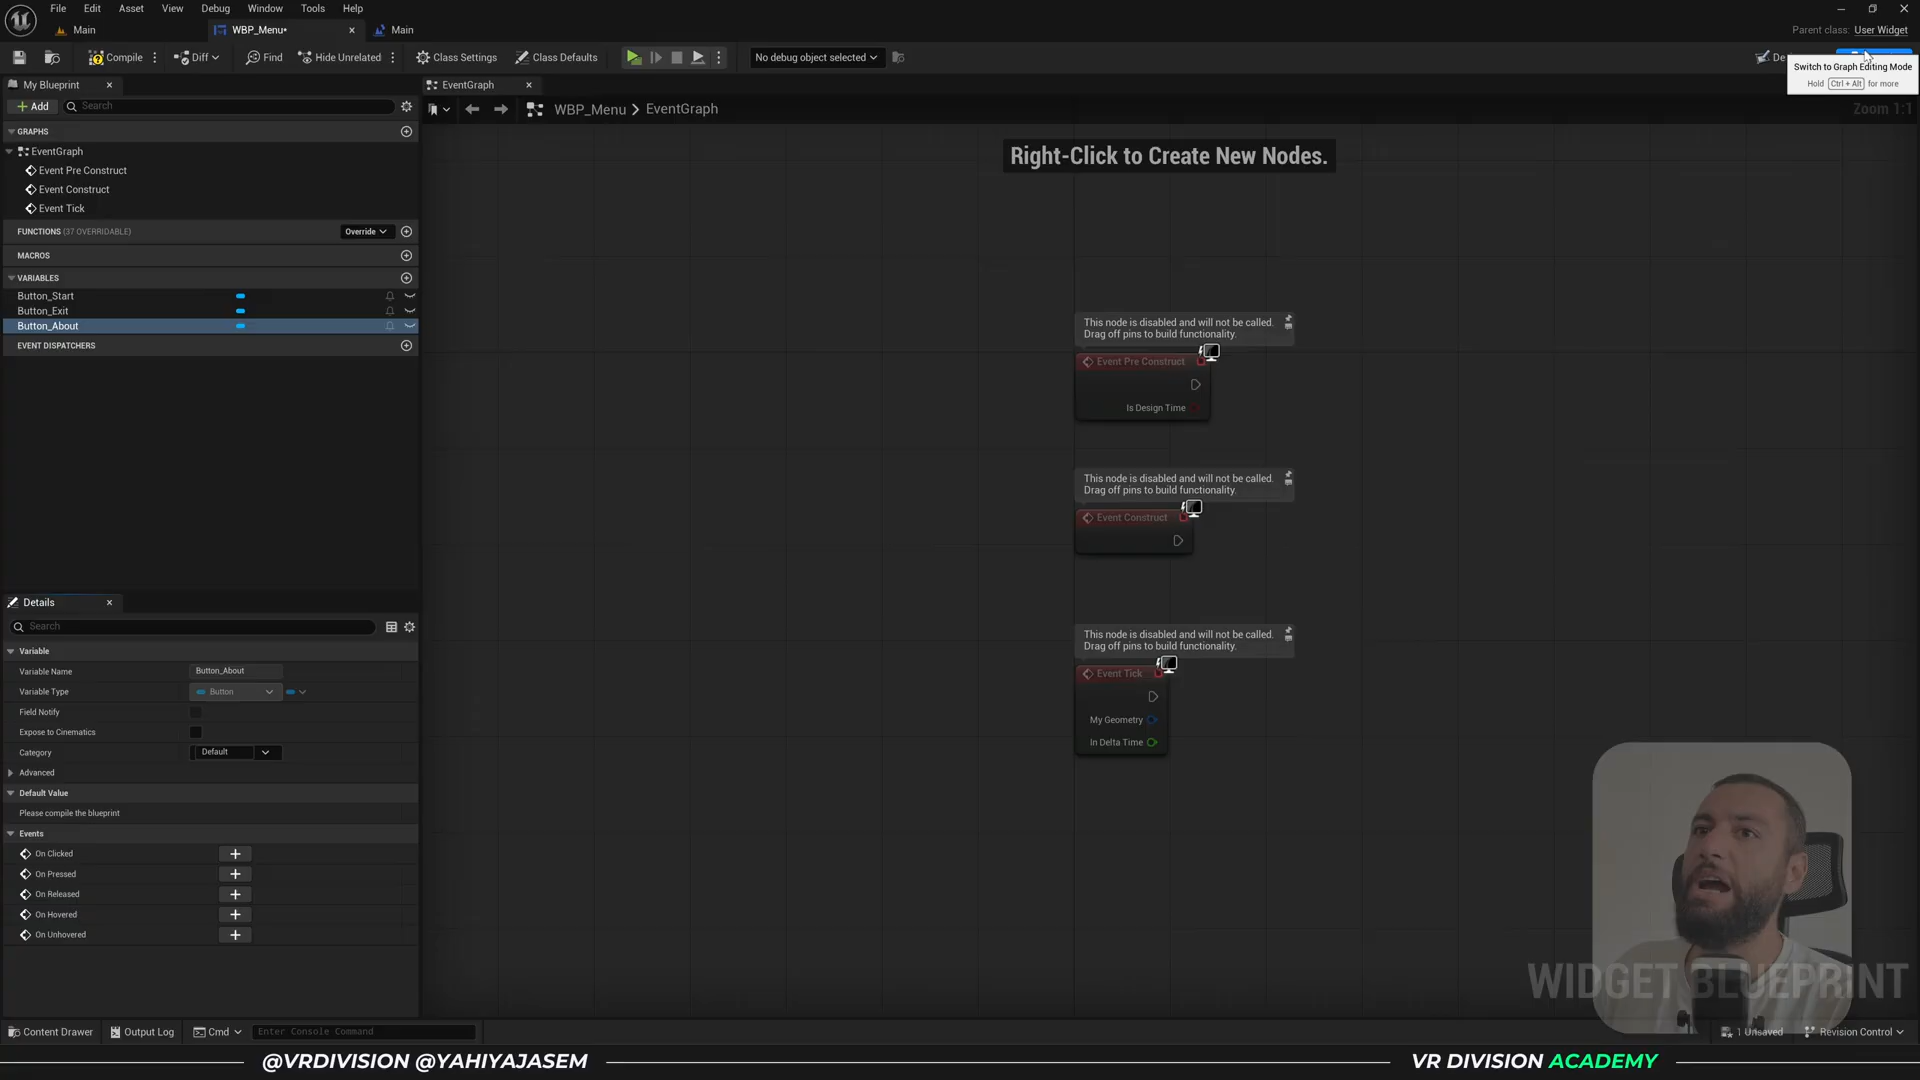 File Edit Asset View Debug Window Tools Help
Main
WBP_Menu•
Main
Parent class: User Widget
Compile
Diff
Find
Hide Unrelated
Class Settings
Class Defaults
No debug object selected
De
Switch to Graph Editing Mode
Hold Ctrl + Alt for more
My Blueprint
Add
Search
GRAPHS
EventGraph
Event Pre Construct
Event Construct
Event Tick
FUNCTIONS (37 OVERRIDABLE)
Override
MACROS
VARIABLES
Button_Start
Button_Exit
Button_About
EVENT DISPATCHERS
EventGraph
WBP_Menu > EventGraph
Zoom 1:1
Right-Click to Create New Nodes.
This node is disabled and will not be called.
Drag off pins to build functionality.
Event Pre Construct
Is Design Time
This node is disabled and will not be called.
Drag off pins to build functionality.
Event Construct
This node is disabled and will not be called.
Drag off pins to build functionality.
Event Tick
My Geometry
In Delta Time
Details
Search
Variable
Variable Name Button_About
Variable Type Button
Field Notify
Expose to Cinematics
Category Default
Advanced
Default Value
Please compile the blueprint
Events
On Clicked
On Pressed
On Released
On Hovered
On Unhovered
WIDGET BLUEPRINT
Content Drawer
Output Log
Cmd
Enter Console Command
1 Unsaved
Revision Control
@VRDIVISION @YAHIYAJASEM
VR DIVISION ACADEMY